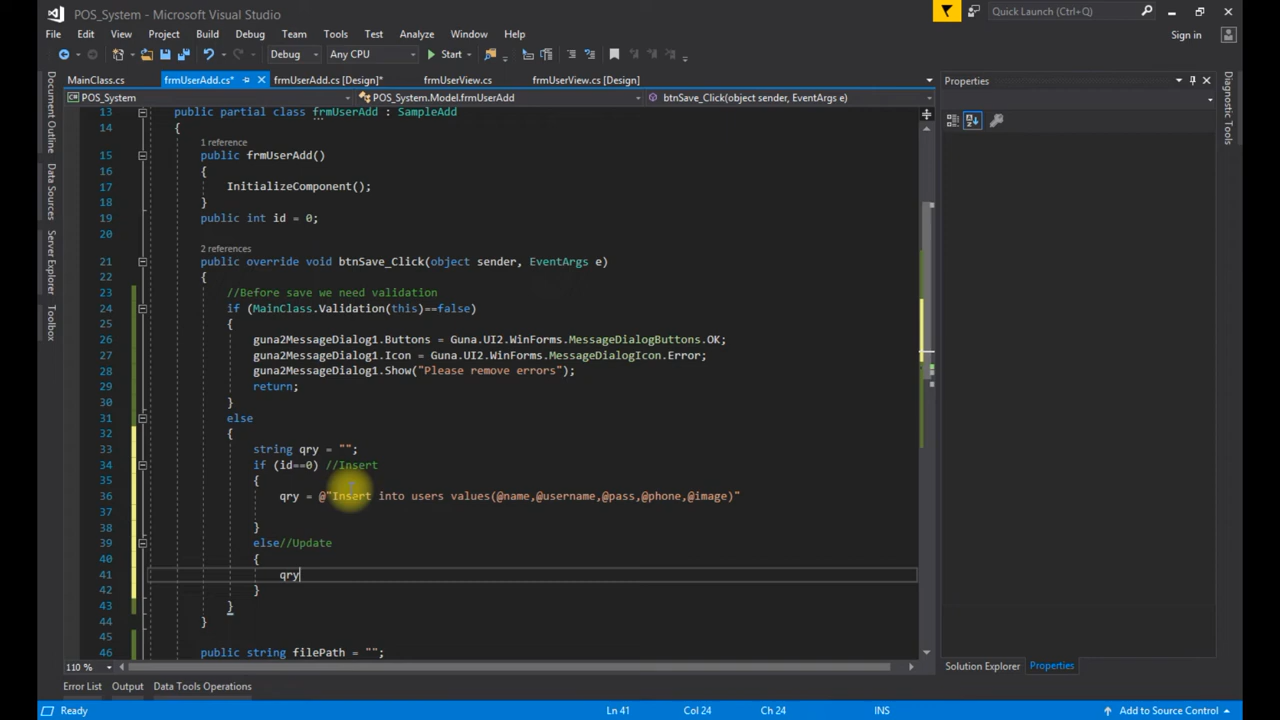 POS_System - Microsoft Visual Studio
Quick Launch (Ctrl+Q)
File Edit View Project Build Debug Team Tools Test Analyze Window Help
Sign in
Debug Any CPU Start
MainClass.cs frmUserAdd.cs* frmUserAdd.cs [Design]* frmUserView.cs frmUserView.cs [Design]
Properties
POS_System POS_System.Model.frmUserAdd btnSave_Click(object sender, EventArgs e)
Document Outline
Data Sources
Server Explorer
Toolbox
Diagnostic Tools
13 public partial class frmUserAdd : SampleAdd
14 {
1 reference
15 public frmUserAdd()
16 {
17 InitializeComponent();
18 }
19 public int id = 0;
20
2 references
21 public override void btnSave_Click(object sender, EventArgs e)
22 {
23 //Before save we need validation
24 if (MainClass.Validation(this)==false)
25 {
26 guna2MessageDialog1.Buttons = Guna.UI2.WinForms.MessageDialogButtons.OK;
27 guna2MessageDialog1.Icon = Guna.UI2.WinForms.MessageDialogIcon.Error;
28 guna2MessageDialog1.Show("Please remove errors");
29 return;
30 }
31 else
32 {
33 string qry = "";
34 if (id==0) //Insert
35 {
36 qry = @"Insert into users values(@name,@username,@pass,@phone,@image)"
37
38 }
39 else//Update
40 {
41 qry
42 }
43 }
44 }
45
46 public string filePath = "";
110 %
Solution Explorer Properties
Error List Output Data Tools Operations
Ready Ln 41 Col 24 Ch 24 INS Add to Source Control